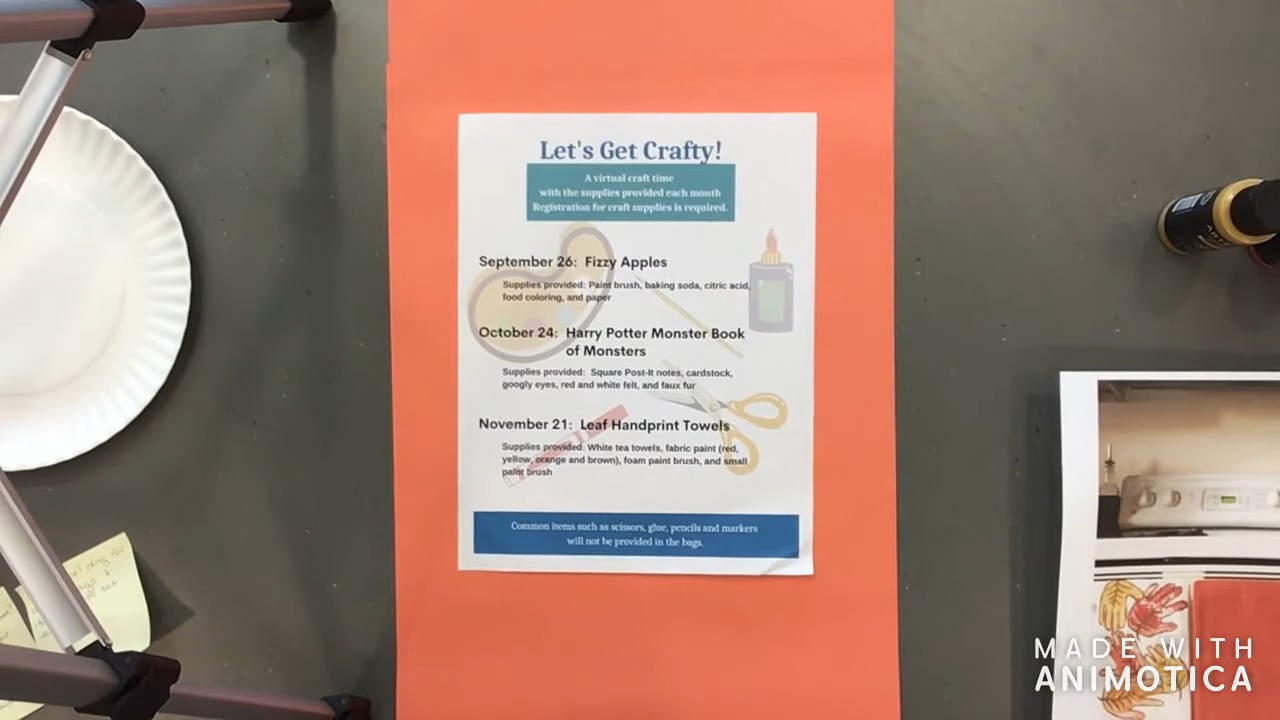 Let's Get Crafty!
A virtual craft time
with the supplies provided each month
Registration for craft supplies is required.
September 26: Fizzy Apples
Supplies provided: Paint brush, baking soda, citric acid,
food coloring, and paper
October 24: Harry Potter Monster Book
of Monsters
Supplies provided: Square Post-It notes, cardstock,
googly eyes, red and white felt, and faux fur
November 21: Leaf Handprint Towels
Supplies provided: White tea towels, fabric paint (red,
yellow, orange and brown), foam paint brush, and small
paint brush
Common items such as scissors, glue, pencils and markers
will not be provided in the bags.
MADE WITH
ANIMOTICA